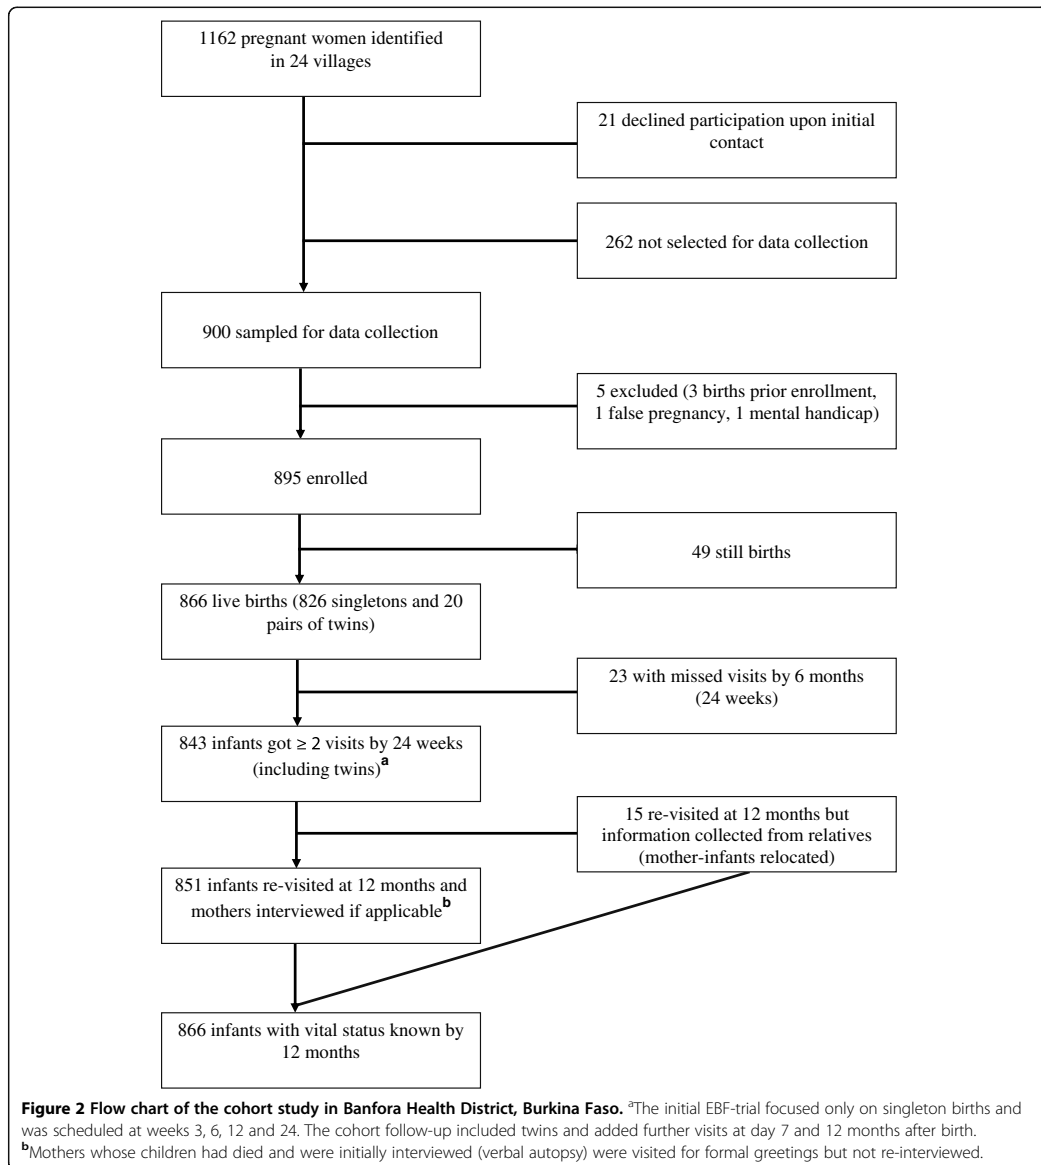 1162 pregnant women identified
in 24 villages
21 declined participation upon initial
contact
262 not selected for data collection
900 sampled for data collection
5 excluded (3 births prior enrollment,
1 false pregnancy, 1 mental handicap)
895 enrolled
49 still births
866 live births (826 singletons and 20
pairs of twins)
23 with missed visits by 6 months
(24 weeks)
843 infants got ≥ 2 visits by 24 weeks
(including twins)a
15 re-visited at 12 months but
information collected from relatives
(mother-infants relocated)
851 infants re-visited at 12 months and
mothers interviewed if applicableb
866 infants with vital status known by
12 months
Figure 2 Flow chart of the cohort study in Banfora Health District, Burkina Faso. aThe initial EBF-trial focused only on singleton births and
was scheduled at weeks 3, 6, 12 and 24. The cohort follow-up included twins and added further visits at day 7 and 12 months after birth.
bMothers whose children had died and were initially interviewed (verbal autopsy) were visited for formal greetings but not re-interviewed.